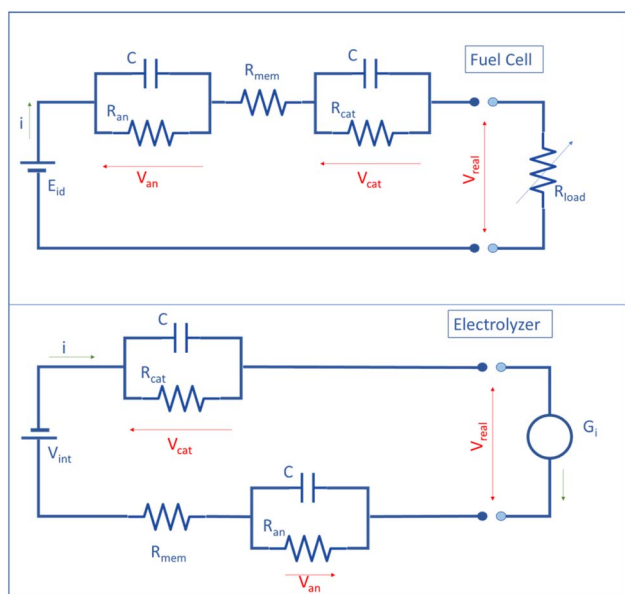 Fuel Cell
C
R_mem
C
R_an
R_cat
i
E_id
V_an
V_cat
V_real
R_load
Electrolyzer
C
i
R_cat
V_cat
V_int
V_real
G_i
C
R_mem
R_an
V_an